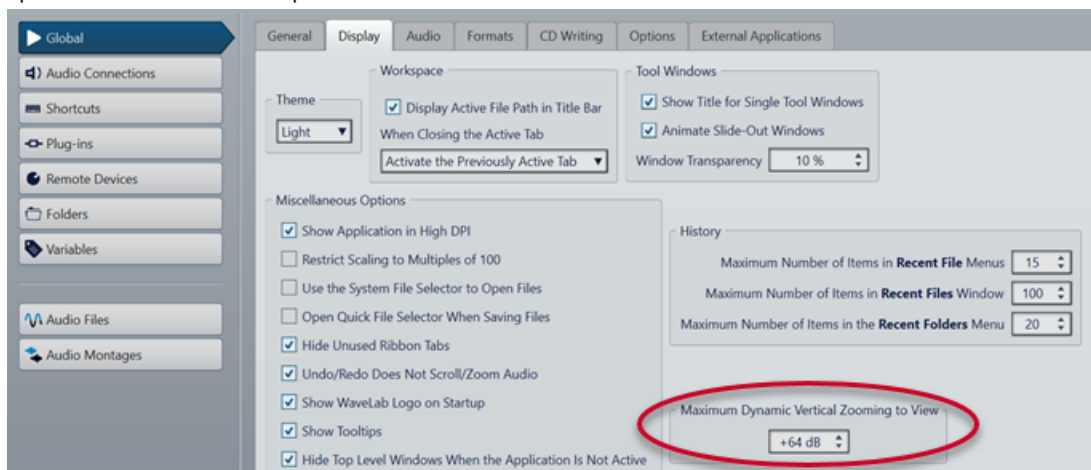 Global
Audio Connections
Shortcuts
Plug-ins
Remote Devices
Folders
Variables
Audio Files
Audio Montages
General Display Audio Formats CD Writing Options External Applications
Theme
Light
Workspace
Display Active File Path in Title Bar
When Closing the Active Tab
Activate the Previously Active Tab
Tool Windows
Show Title for Single Tool Windows
Animate Slide-Out Windows
Window Transparency 10 %
Miscellaneous Options
Show Application in High DPI
Restrict Scaling to Multiples of 100
Use the System File Selector to Open Files
Open Quick File Selector When Saving Files
Hide Unused Ribbon Tabs
Undo/Redo Does Not Scroll/Zoom Audio
Show WaveLab Logo on Startup
Show Tooltips
Hide Top Level Windows When the Application Is Not Active
History
Maximum Number of Items in Recent File Menus 15
Maximum Number of Items in Recent Files Window 100
Maximum Number of Items in the Recent Folders Menu 20
Maximum Dynamic Vertical Zooming to View
+64 dB